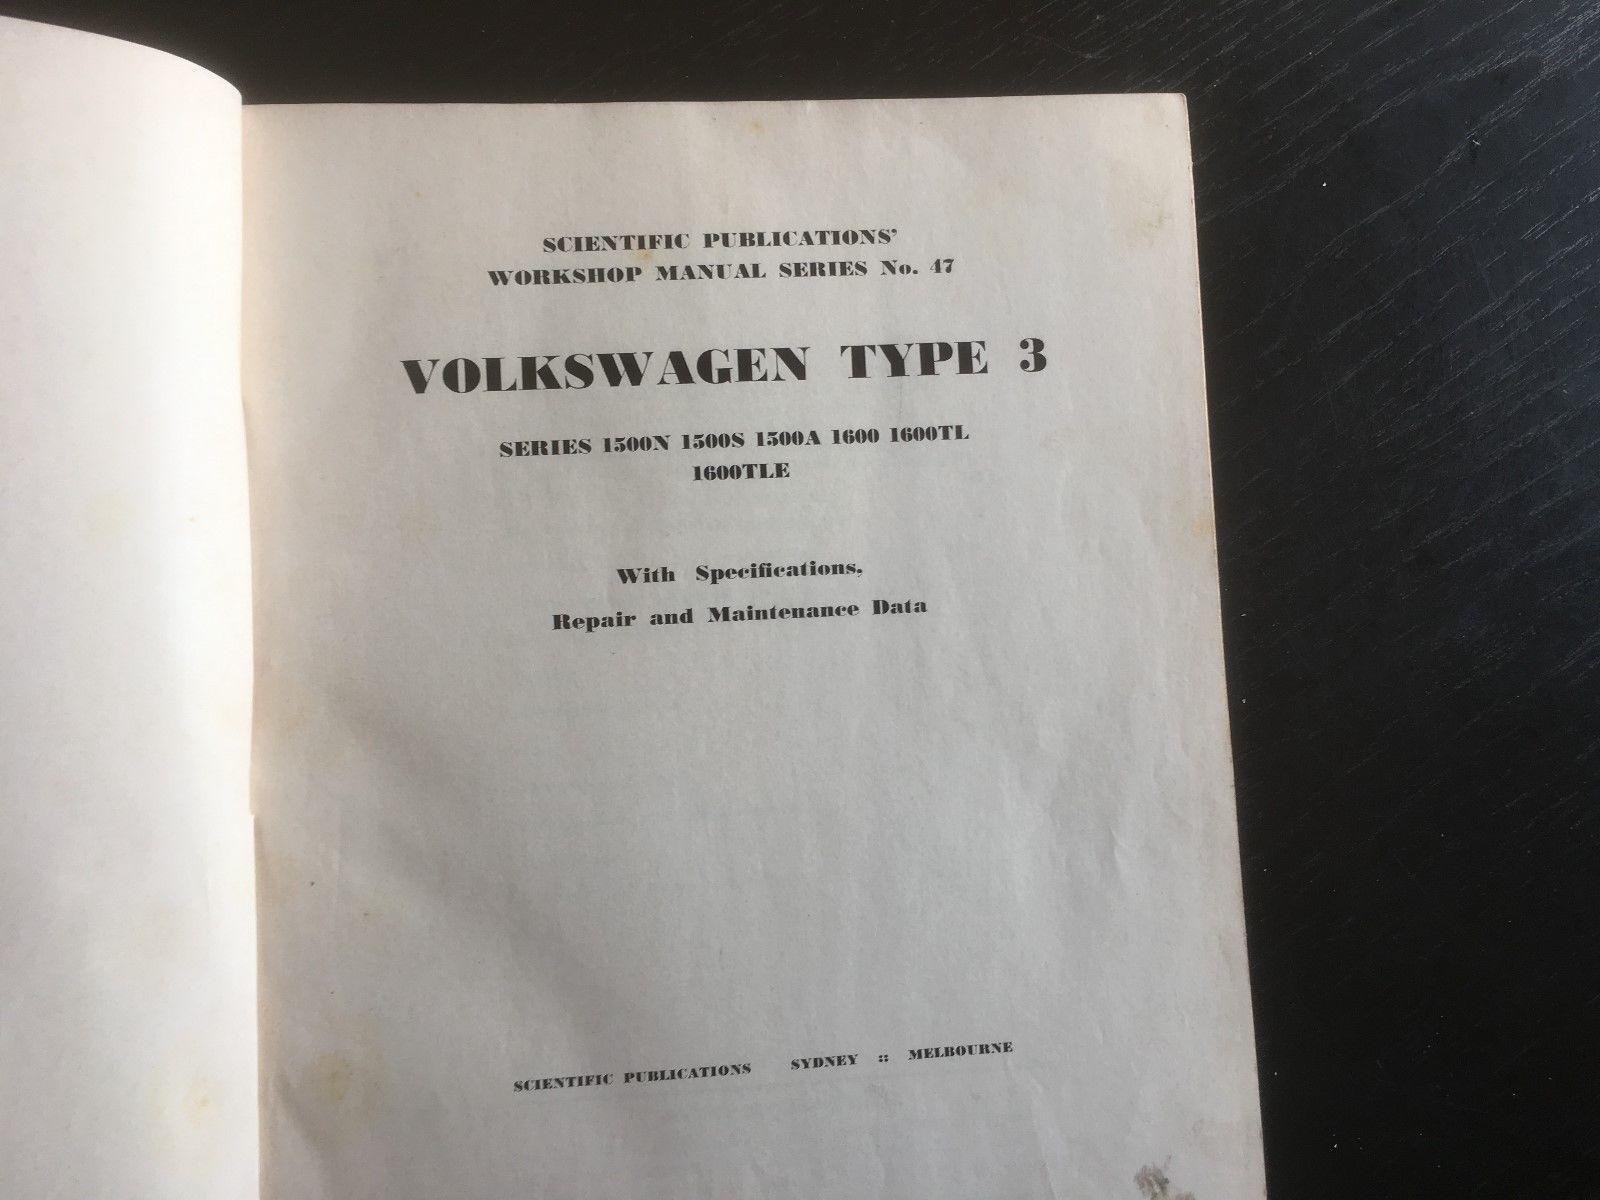 SCIENTIFIC PUBLICATIONS'
WORKSHOP MANUAL SERIES No. 47
VOLKSWAGEN TYPE 3
SERIES 1500N 1500S 1500A 1600 1600TL
1600TLE
With Specifications,
Repair and Maintenance Data
SCIENTIFIC PUBLICATIONS SYDNEY :: MELBOURNE